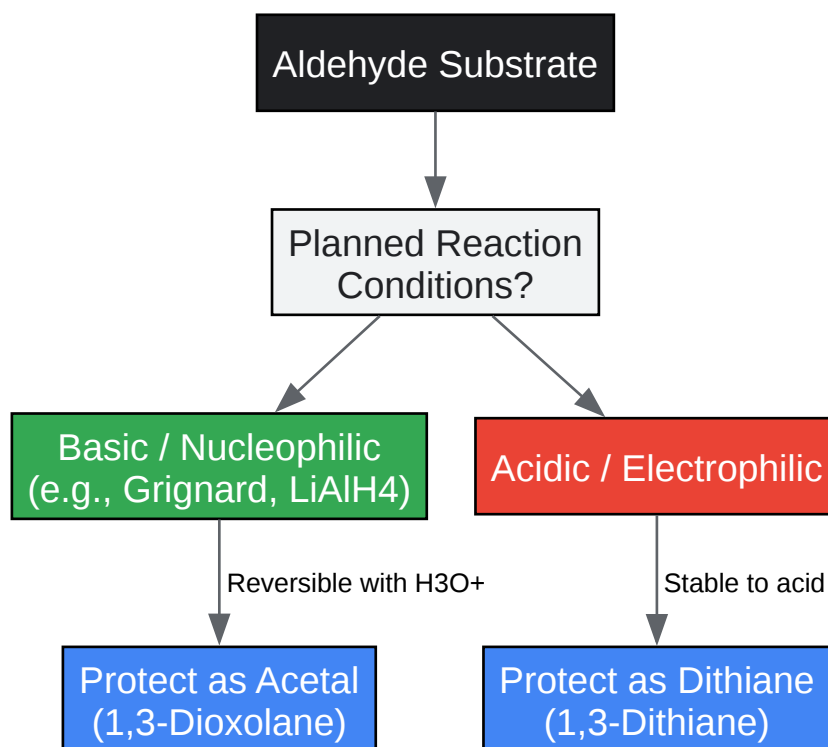 Aldehyde Substrate
Planned Reaction
Conditions?
Basic / Nucleophilic
(e.g., Grignard, LiAlH4)
Acidic / Electrophilic
Reversible with H3O+
Stable to acid
Protect as Acetal
(1,3-Dioxolane)
Protect as Dithiane
(1,3-Dithiane)